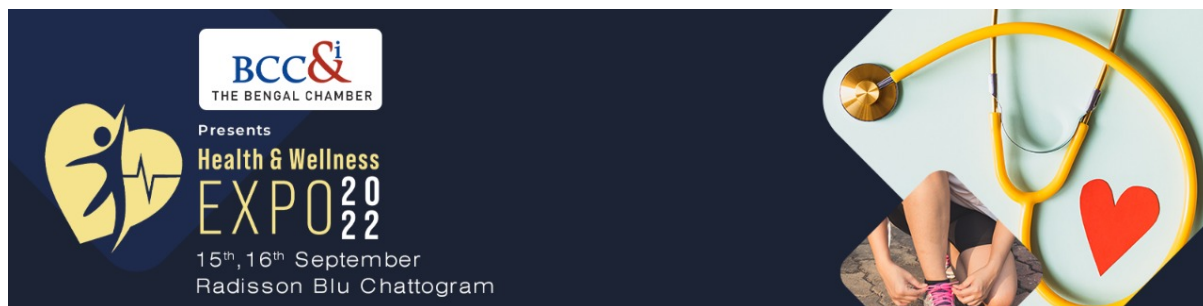 BCC&i
THE BENGAL CHAMBER
Presents
Health & Wellness
EXPO 2022
15th, 16th September
Radisson Blu Chattogram